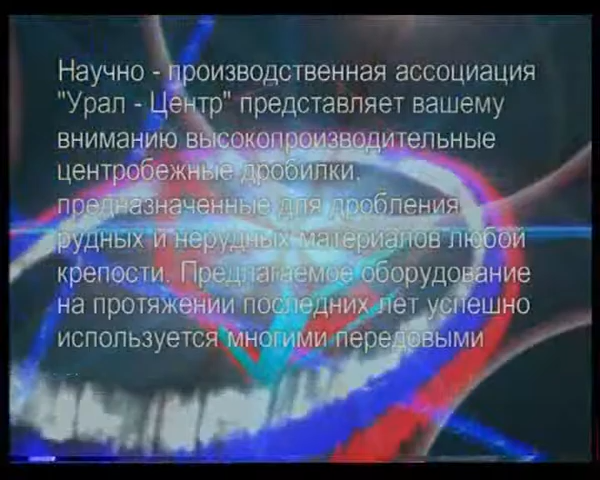 Научно - производственная ассоциация
"Урал - Центр" представляет вашему
вниманию высокопроизводительные
центробежные дробилки,
предназначенные для дробления
рудных и нерудных материалов любой
крепости. Предлагаемое оборудование
на протяжении последних лет успешно
используется многими передовыми